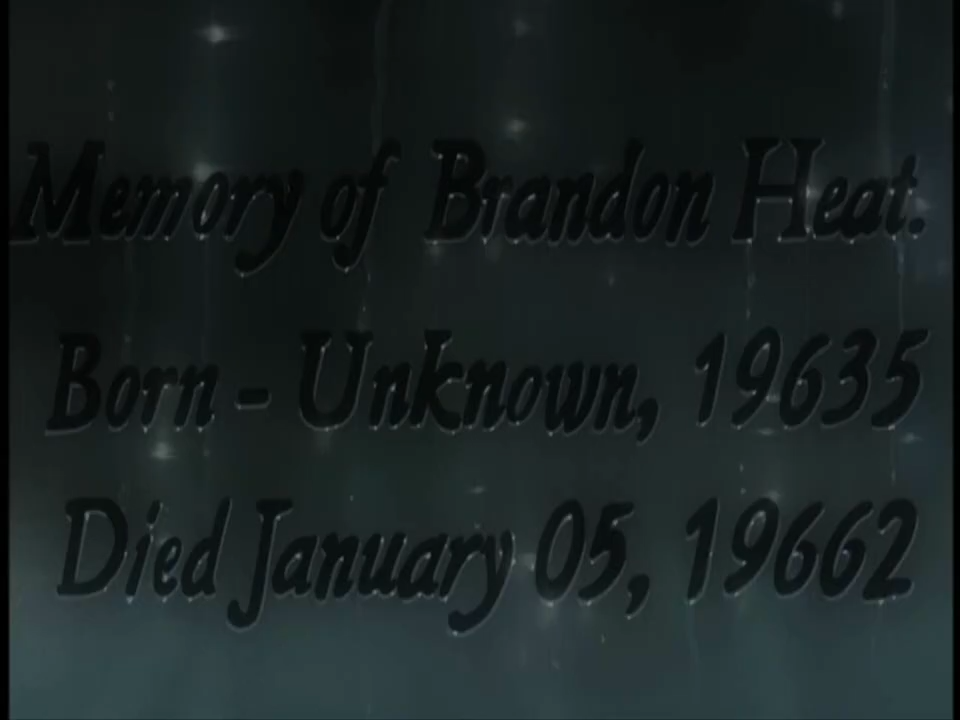 Memory of Brandon Heat.
Born - Unknown, 19635
Died January 05, 19662